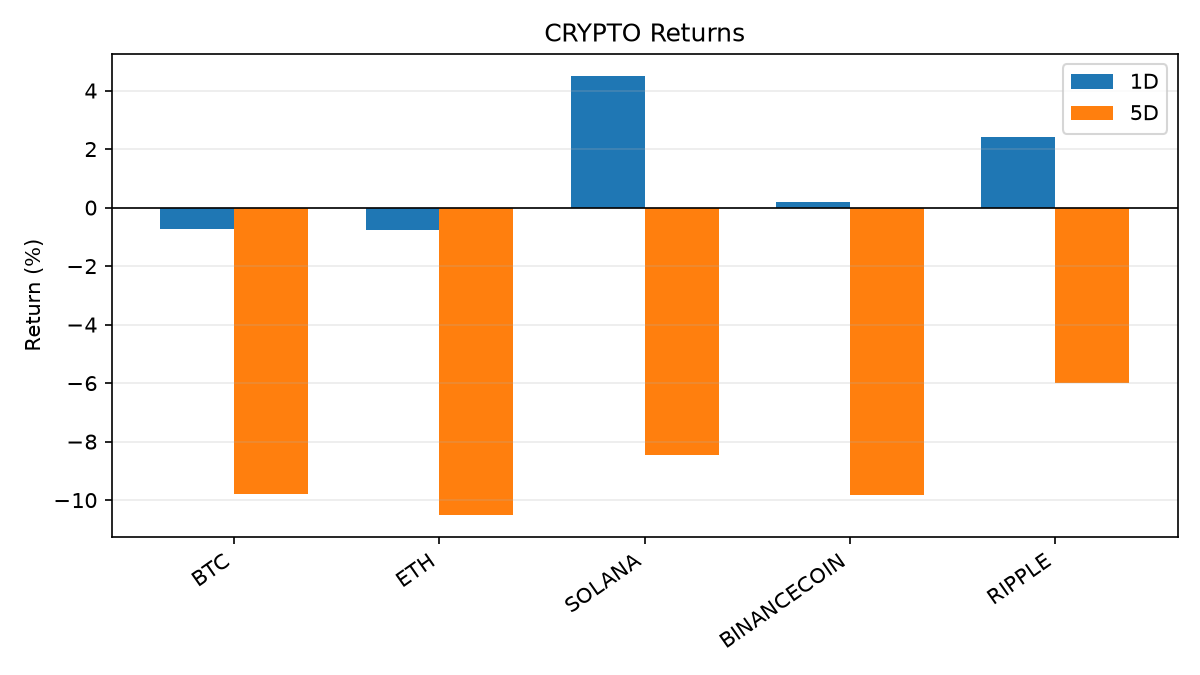 CRYPTO Returns
1D
5D
Return (%)
4
2
0
−2
−4
−6
−8
−10
BTC
ETH
SOLANA
BINANCECOIN
RIPPLE